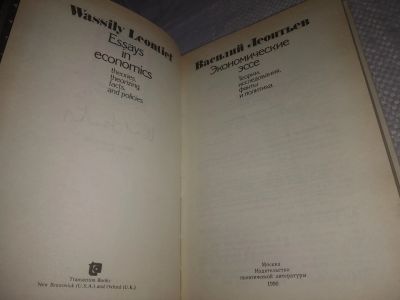 Wassily Leontief
Essays
in
economics
theories,
theorizing,
facts,
and policies
Transaction Books
New Brunswick (U.S.A.) and Oxford (U.K.)
Василий Леонтьев
Экономические
эссе
Теории,
исследования,
факты
и политика
Москва
Издательство
политической литературы
1990